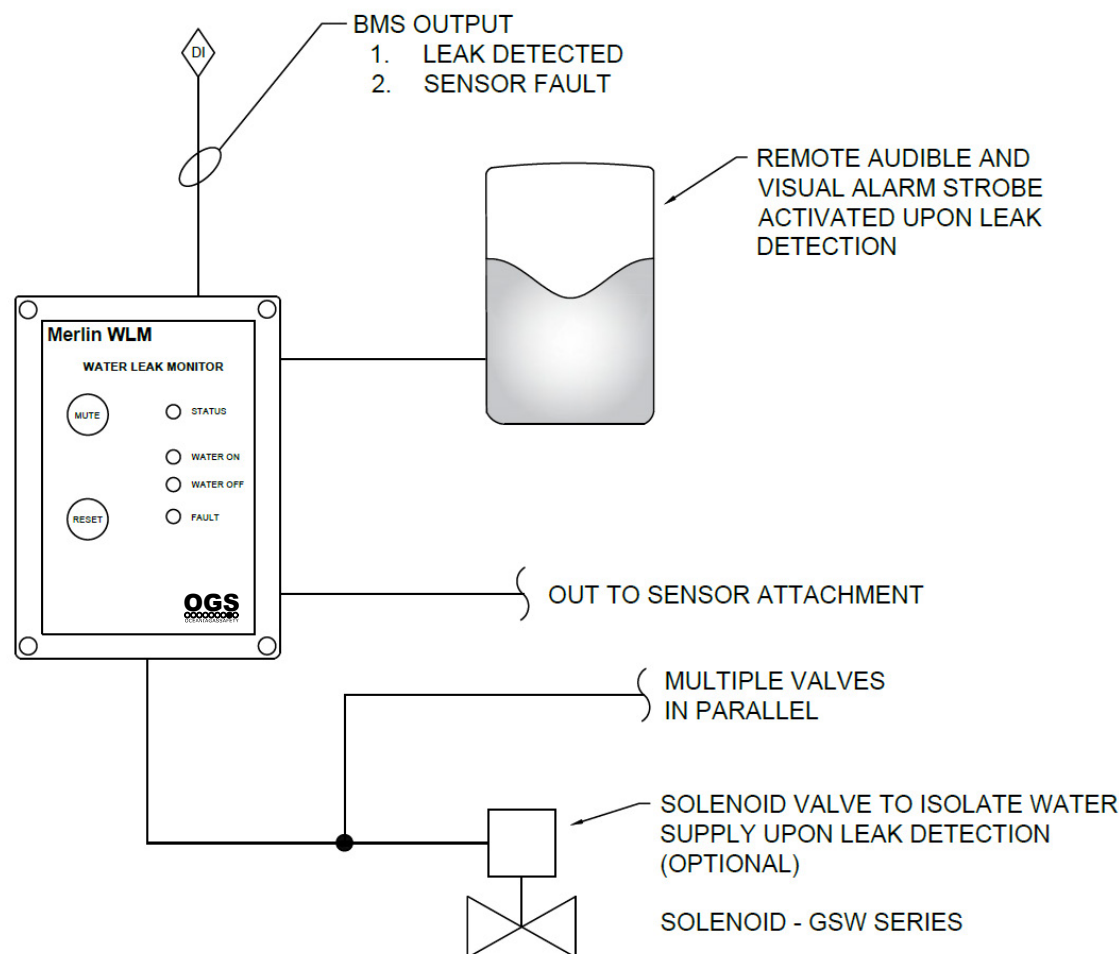 BMS OUTPUT
1. LEAK DETECTED
2. SENSOR FAULT
DI
REMOTE AUDIBLE AND
VISUAL ALARM STROBE
ACTIVATED UPON LEAK
DETECTION
Merlin WLM
WATER LEAK MONITOR
MUTE
STATUS
WATER ON
WATER OFF
RESET
FAULT
OGS
OCEANIAGASSAFETY
OUT TO SENSOR ATTACHMENT
MULTIPLE VALVES
IN PARALLEL
SOLENOID VALVE TO ISOLATE WATER
SUPPLY UPON LEAK DETECTION
(OPTIONAL)
SOLENOID - GSW SERIES